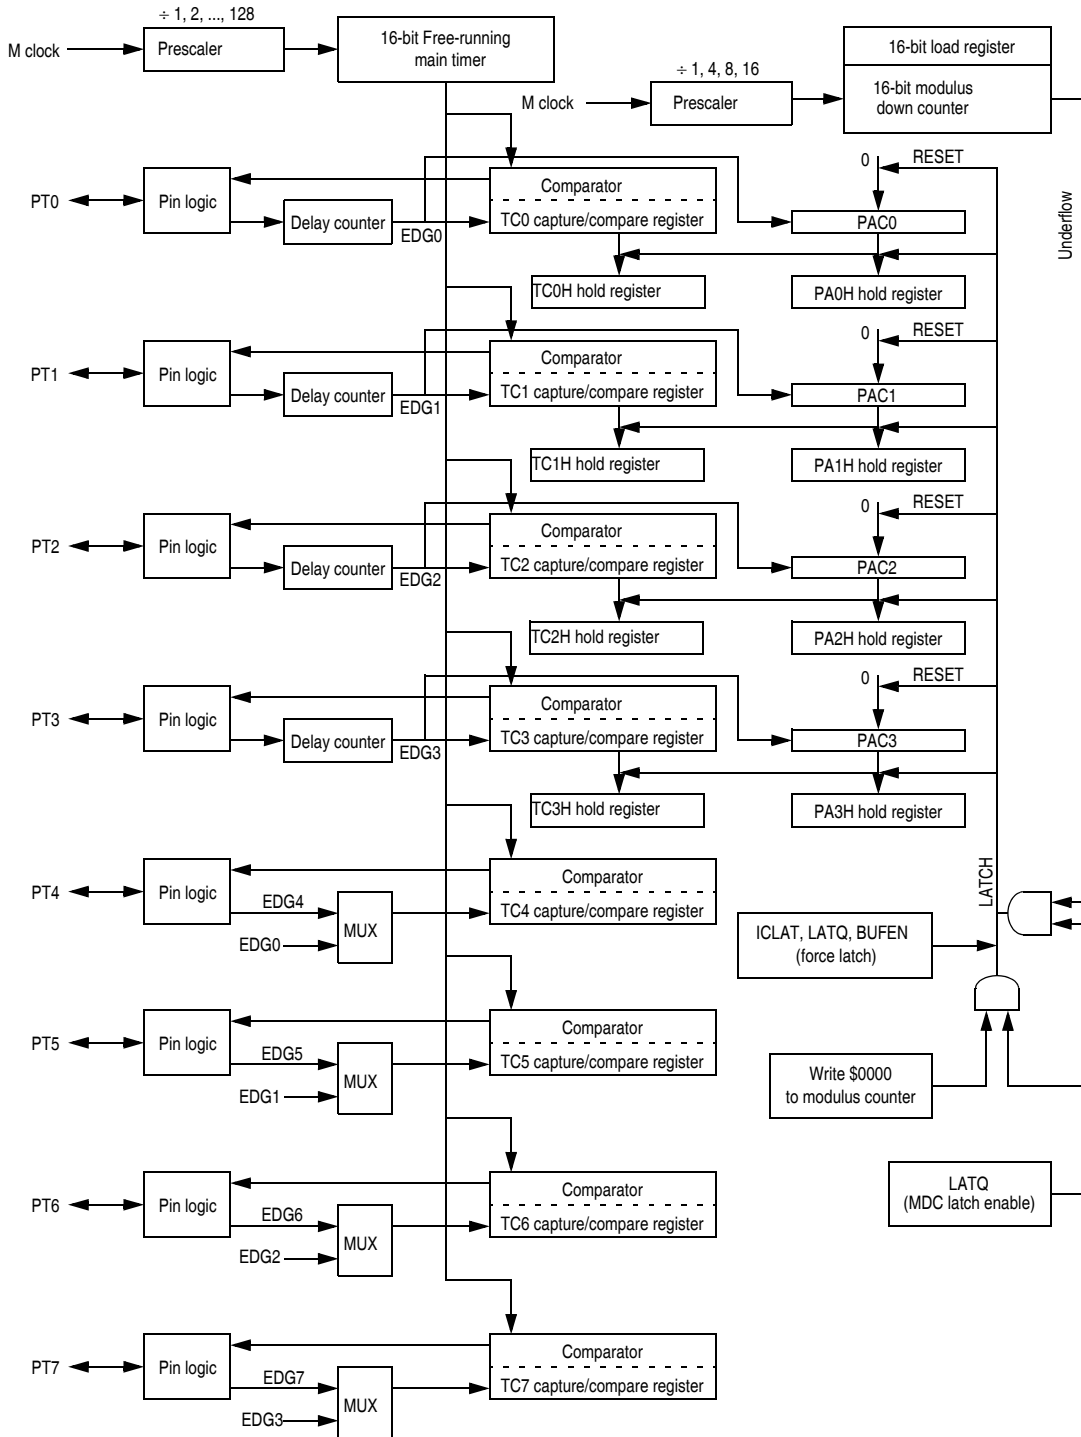 ÷ 1, 2, ..., 128
M clock
Prescaler
16-bit Free-running
main timer
16-bit load register
16-bit modulus
down counter
÷ 1, 4, 8, 16
M clock
Prescaler
Underflow
PT0
Pin logic
Delay counter
EDG0
Comparator
TC0 capture/compare register
TC0H hold register
0
RESET
PAC0
PA0H hold register
PT1
Pin logic
Delay counter
EDG1
Comparator
TC1 capture/compare register
TC1H hold register
0
RESET
PAC1
PA1H hold register
PT2
Pin logic
Delay counter
EDG2
Comparator
TC2 capture/compare register
TC2H hold register
0
RESET
PAC2
PA2H hold register
PT3
Pin logic
Delay counter
EDG3
Comparator
TC3 capture/compare register
TC3H hold register
0
RESET
PAC3
PA3H hold register
PT4
Pin logic
EDG4
EDG0
MUX
Comparator
TC4 capture/compare register
LATCH
ICLAT, LATQ, BUFEN
(force latch)
PT5
Pin logic
EDG5
EDG1
MUX
Comparator
TC5 capture/compare register
Write $0000
to modulus counter
PT6
Pin logic
EDG6
EDG2
MUX
Comparator
TC6 capture/compare register
LATQ
(MDC latch enable)
PT7
Pin logic
EDG7
EDG3
MUX
Comparator
TC7 capture/compare register